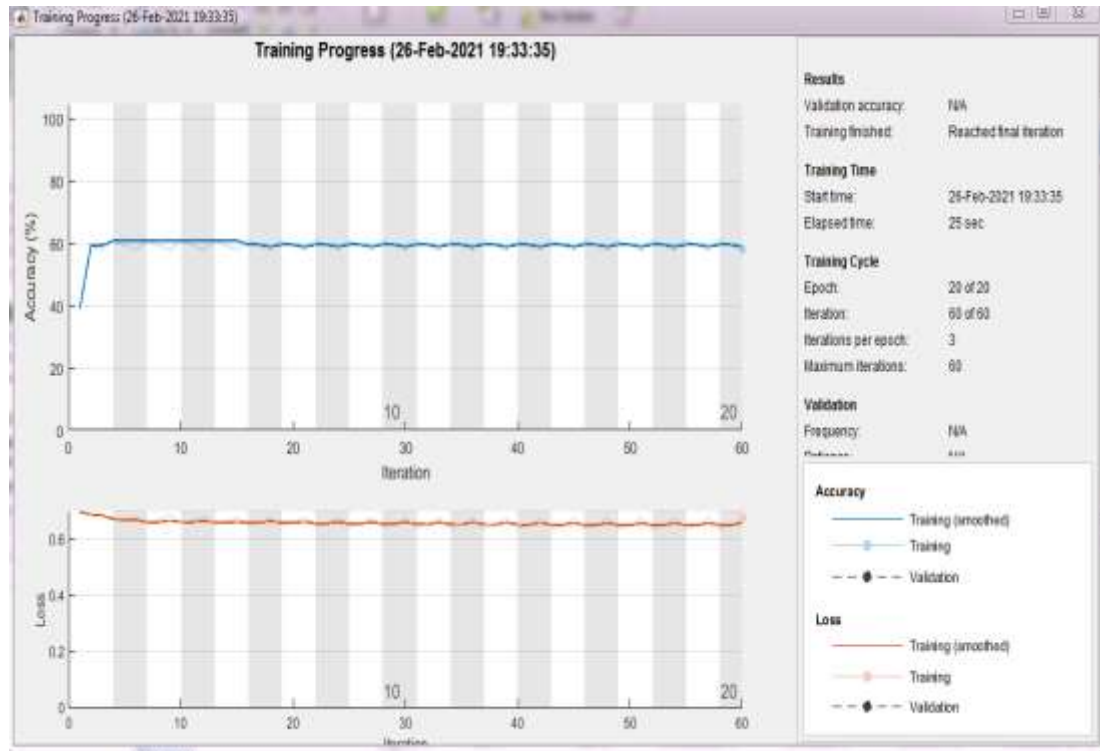 Training Progress (26-Feb-2021 19:33:35)
Training Progress (26-Feb-2021 19:33:35)
100
80
60
40
20
0
Accuracy (%)
10
20
0
10
20
30
40
50
60
Iteration
0.6
0.4
0.2
0
Loss
10
20
0
10
20
30
40
50
60
Iteration
Results
Validation accuracy: N/A
Training finished: Reached final iteration
Training Time
Start time: 26-Feb-2021 19:33:35
Elapsed time: 25 sec
Training Cycle
Epoch: 20 of 20
Iteration: 60 of 60
Iterations per epoch: 3
Maximum iterations: 60
Validation
Frequency: N/A
Accuracy
Training (smoothed)
Training
Validation
Loss
Training (smoothed)
Training
Validation